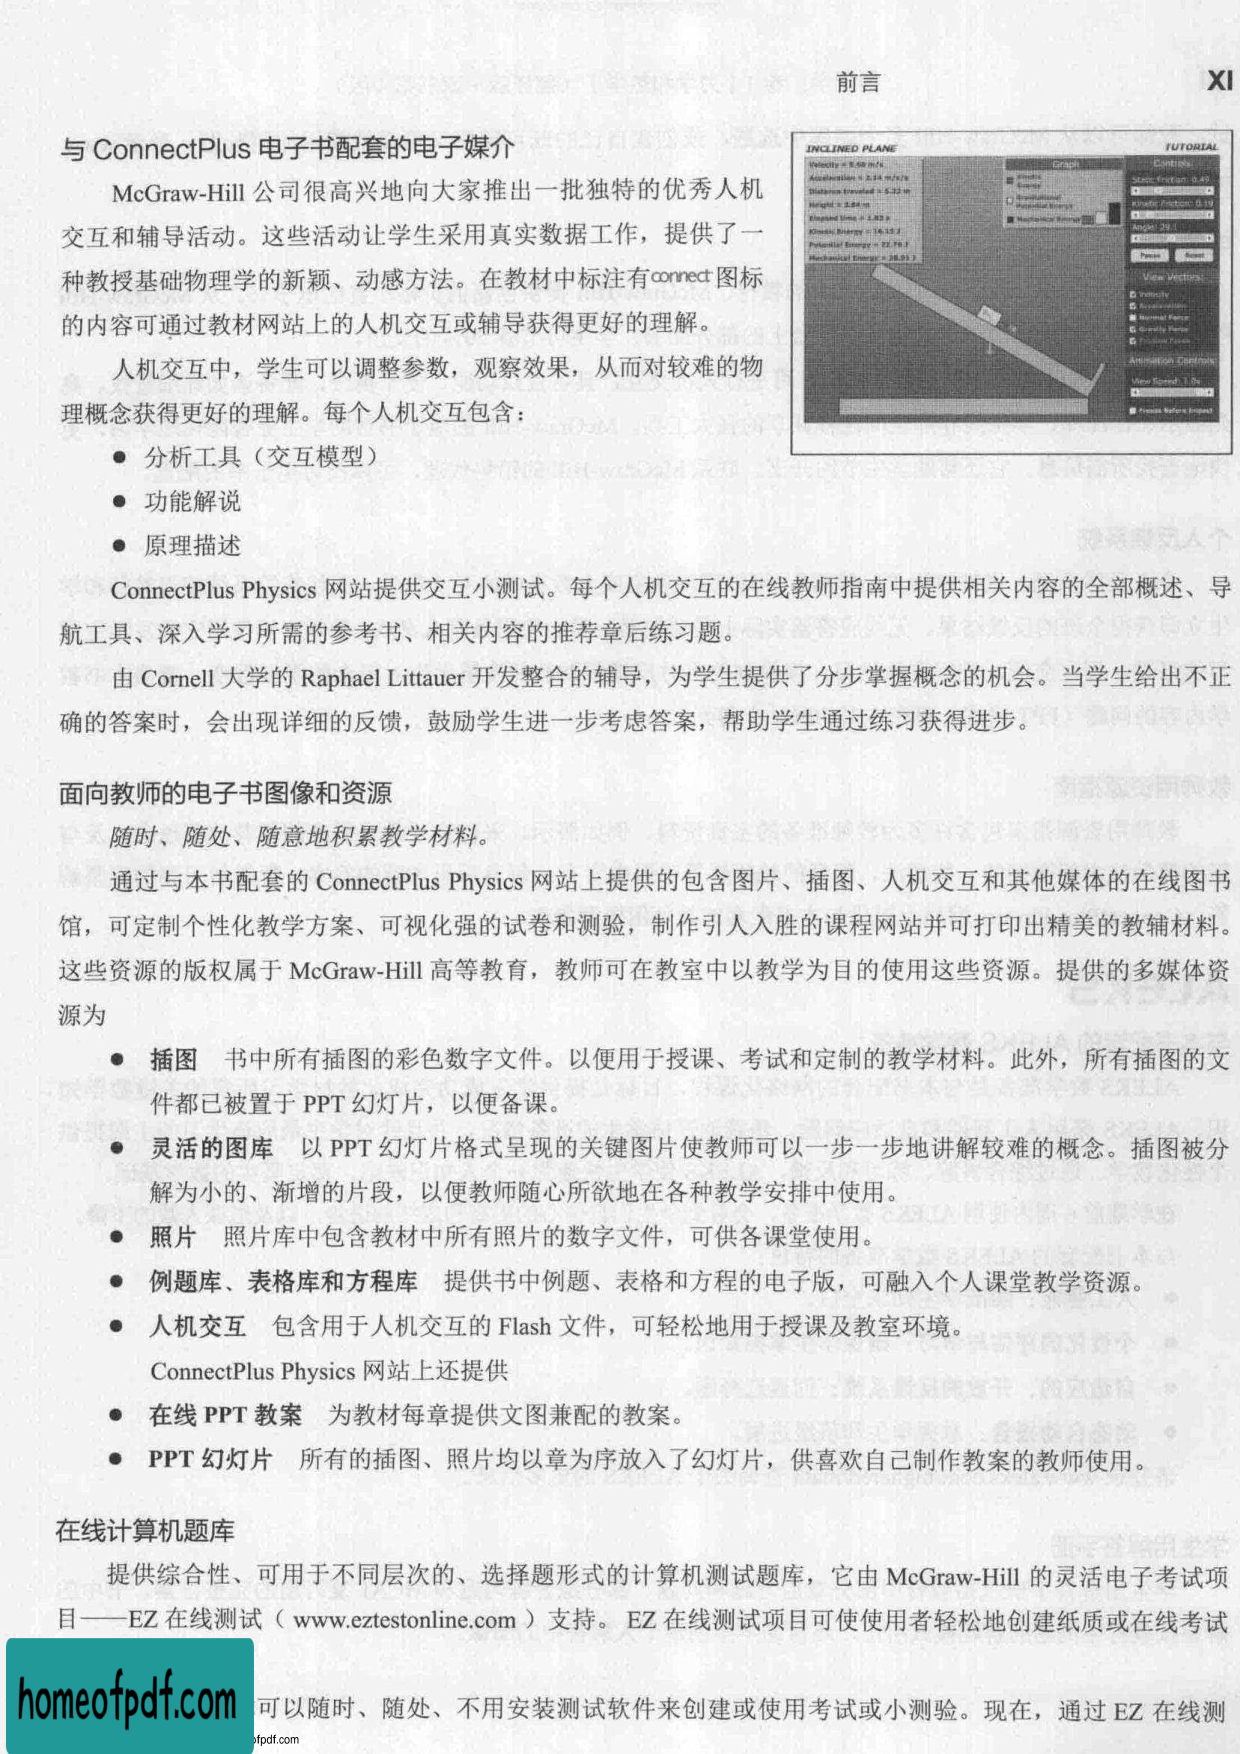 前言
XI
与 ConnectPlus 电子书配套的电子媒介
McGraw-Hill 公司很高兴地向大家推出一批独特的优秀人机
交互和辅导活动。这些活动让学生采用真实数据工作，提供了一
种教授基础物理学的新颖、动感方法。在教材中标注有connect图标
的内容可通过教材网站上的人机交互或辅导获得更好的理解。
人机交互中，学生可以调整参数，观察效果，从而对较难的物
理概念获得更好的理解。每个人机交互包含：
● 分析工具（交互模型）
● 功能解说
● 原理描述
INCLINED PLANE
TUTORIAL
Graph
Controls:
View Vectors:
Animation Controls:
ConnectPlus Physics 网站提供交互小测试。每个人机交互的在线教师指南中提供相关内容的全部概述、导
航工具、深入学习所需的参考书、相关内容的推荐章后练习题。
由 Cornell 大学的 Raphael Littauer 开发整合的辅导，为学生提供了分步掌握概念的机会。当学生给出不正
确的答案时，会出现详细的反馈，鼓励学生进一步考虑答案，帮助学生通过练习获得进步。
面向教师的电子书图像和资源
随时、随处、随意地积累教学材料。
通过与本书配套的 ConnectPlus Physics 网站上提供的包含图片、插图、人机交互和其他媒体的在线图书
馆，可定制个性化教学方案、可视化强的试卷和测验，制作引人入胜的课程网站并可打印出精美的教辅材料。
这些资源的版权属于 McGraw-Hill 高等教育，教师可在教室中以教学为目的使用这些资源。提供的多媒体资
源为
● 插图 书中所有插图的彩色数字文件。以便用于授课、考试和定制的教学材料。此外，所有插图的文
件都已被置于 PPT 幻灯片，以便备课。
● 灵活的图库 以 PPT 幻灯片格式呈现的关键图片使教师可以一步一步地讲解较难的概念。插图被分
解为小的、渐增的片段，以便教师随心所欲地在各种教学安排中使用。
● 照片 照片库中包含教材中所有照片的数字文件，可供各课堂使用。
● 例题库、表格库和方程库 提供书中例题、表格和方程的电子版，可融入个人课堂教学资源。
● 人机交互 包含用于人机交互的 Flash 文件，可轻松地用于授课及教室环境。
ConnectPlus Physics 网站上还提供
● 在线 PPT 教案 为教材每章提供文图兼配的教案。
● PPT 幻灯片 所有的插图、照片均以章为序放入了幻灯片，供喜欢自己制作教案的教师使用。
在线计算机题库
提供综合性、可用于不同层次的、选择题形式的计算机测试题库，它由 McGraw-Hill 的灵活电子考试项
目——EZ 在线测试（ www.eztestonline.com ）支持。 EZ 在线测试项目可使使用者轻松地创建纸质或在线考试
homeofpdf.com
可以随时、随处、不用安装测试软件来创建或使用考试或小测验。现在，通过 EZ 在线测
ofpdf.com